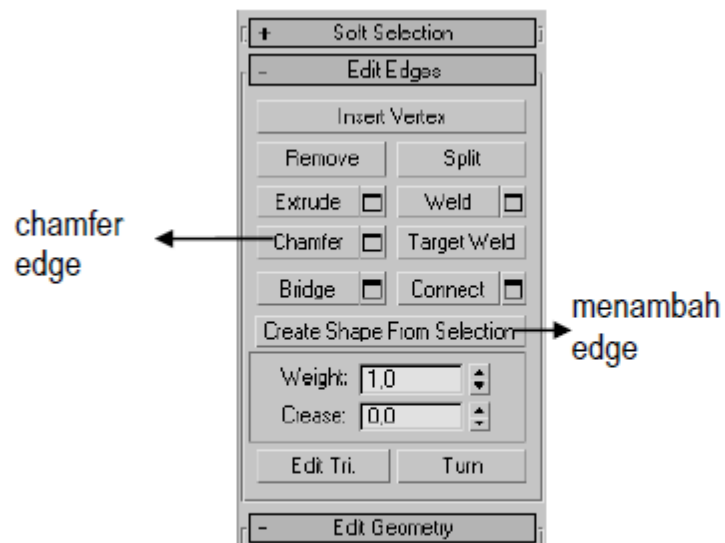 + Soft Selection
- Edit Edges
Insert Vertex
Remove Split
Extrude Weld
chamfer edge
Chamfer Target Weld
Bridge Connect
menambah edge
Create Shape From Selection
Weight: 1,0
Crease: 0,0
Edit Tri. Turn
- Edit Geometry